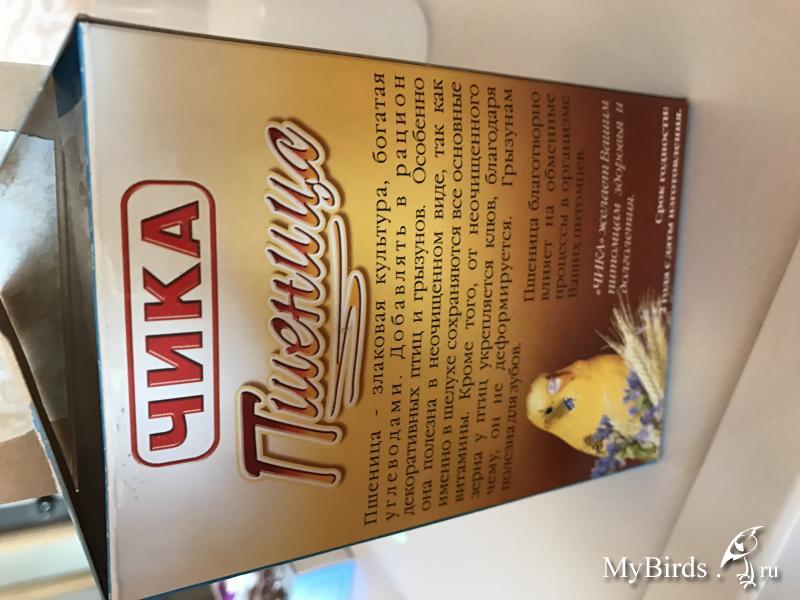 ЧИКА
Пшеница
Пшеница - злаковая культура, богатая
углеводами. Добавлять в рацион
декоративных птиц и грызунов. Особенно
она полезна в неочищенном виде, так как
именно в шелухе сохраняются все основные
витамины. Кроме того, от неочищенного
зерна у птиц укрепляется клюв, благодаря
чему, он не деформируется. Грызунам
полезна для зубов.
Пшеница благотворно
влияет на обменные
процессы в организме
Ваших питомцев.
«ЧИКА» желает Вашим
питомцам здоровья и
долголетия.
Срок годности:
года с даты изготовления.
MyBirds.ru